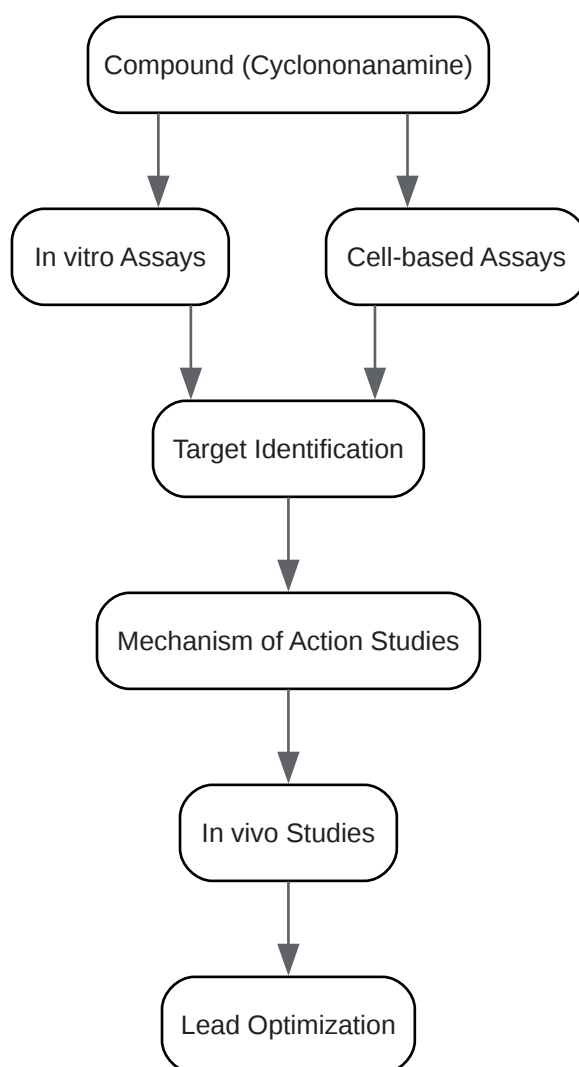 Compound (Cyclononanamine)
In vitro Assays
Cell-based Assays
Target Identification
Mechanism of Action Studies
In vivo Studies
Lead Optimization